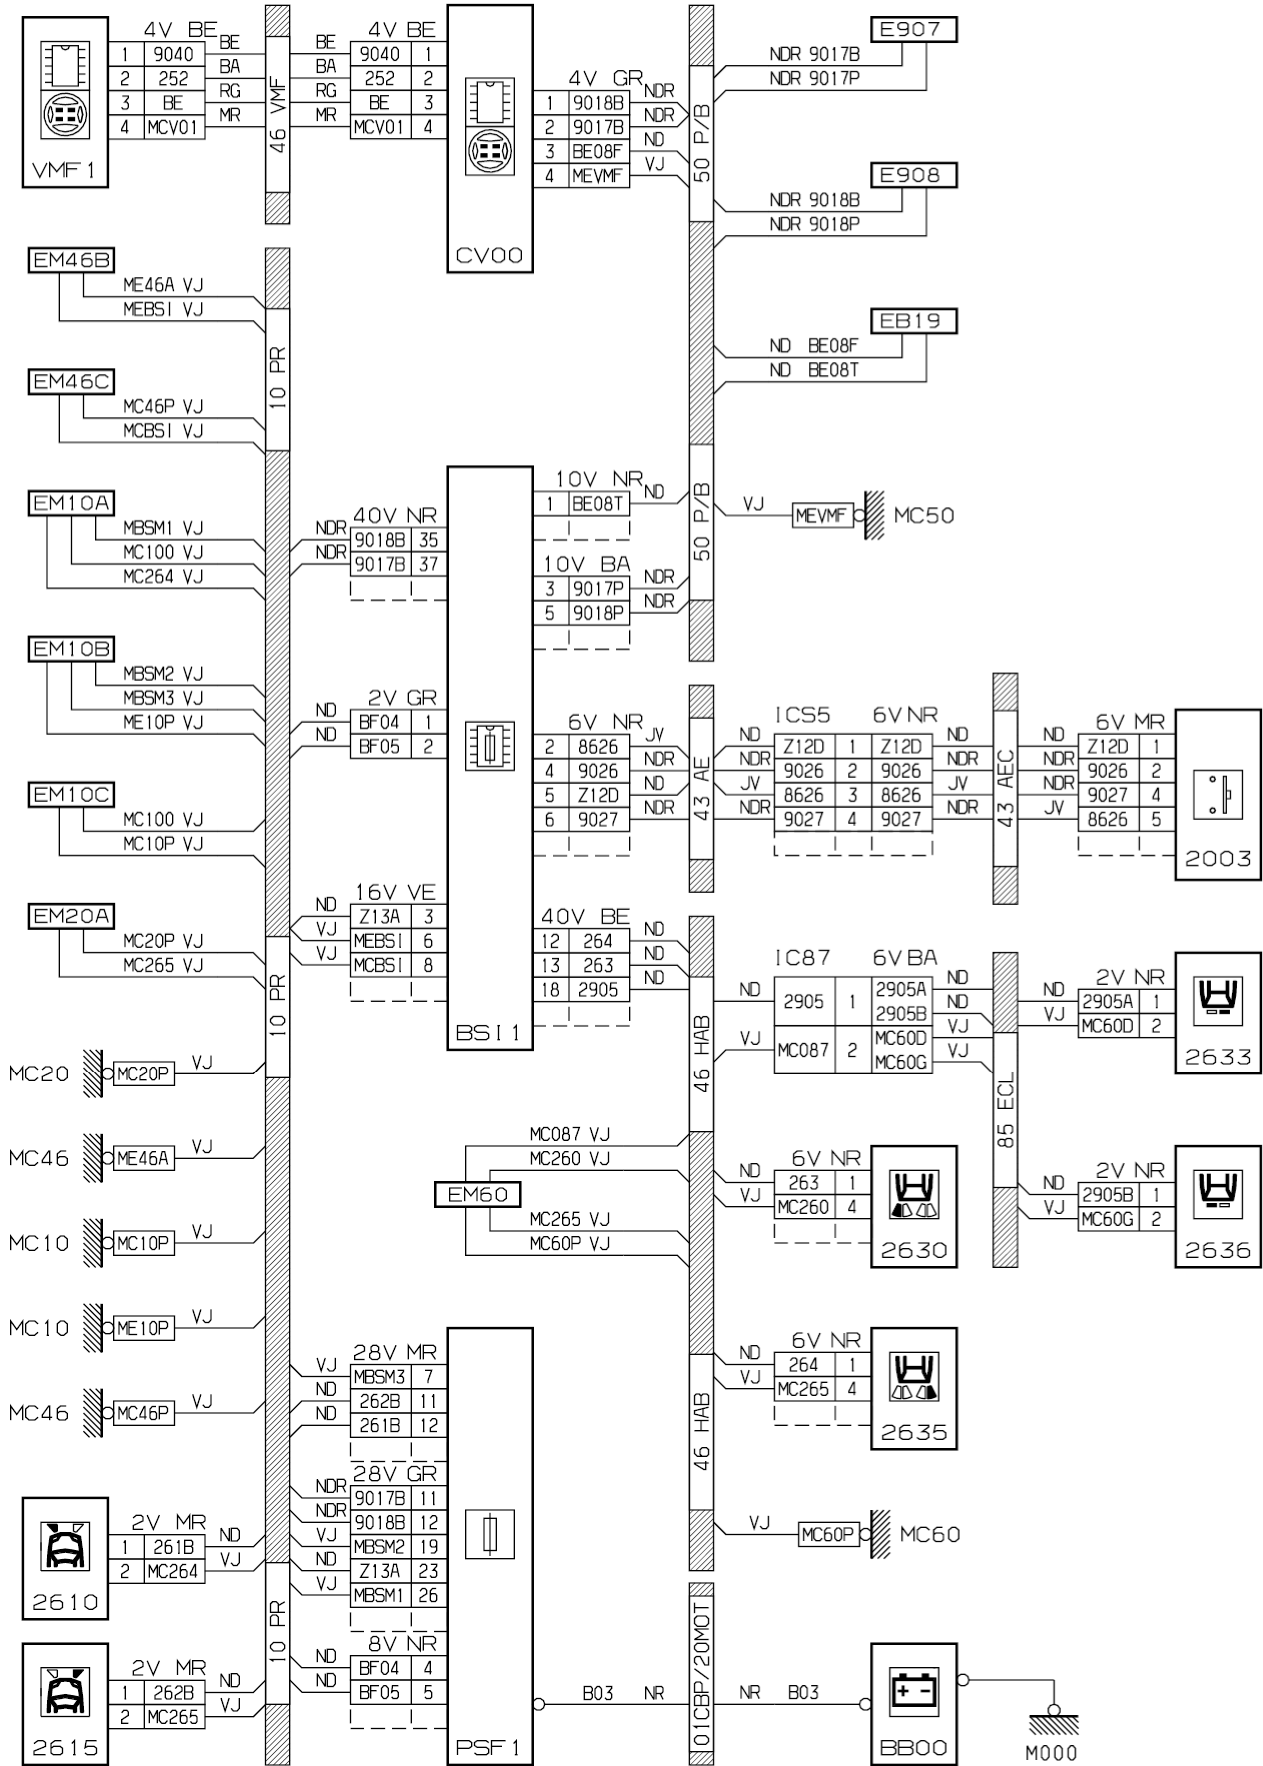 4V BE
1 9040 BE
2 252 BA
3 BE RG
4 MCV01 MR
VMF1
46 VMF
4V BE
BE 9040 1
BA 252 2
RG BE 3
MR MCV01 4
CV00
4V GR
1 9018B NDR
2 9017B NDR
3 BE08F ND
4 MEVMF VJ
50 P/B
E907
NDR 9017B
NDR 9017P
E908
NDR 9018B
NDR 9018P
EB19
ND BE08F
ND BE08T
EM46B
ME46A VJ
MEBSI VJ
10 PR
EM46C
MC46P VJ
MCBSI VJ
EM10A
MBSM1 VJ
MC100 VJ
MC264 VJ
EM10B
MBSM2 VJ
MBSM3 VJ
ME10P VJ
EM10C
MC100 VJ
MC10P VJ
EM20A
MC20P VJ
MC265 VJ
10 PR
MC20 MC20P VJ
MC46 ME46A VJ
MC10 MC10P VJ
MC10 ME10P VJ
MC46 MC46P VJ
2V MR
1 261B ND
2 MC264 VJ
2610
2V MR
1 262B ND
2 MC265 VJ
2615
10 PR
40V NR
NDR 9018B 35
NDR 9017B 37
2V GR
ND BF04 1
ND BF05 2
16V VE
ND Z13A 3
VJ MEBSI 6
VJ MCBSI 8
BSI1
10V NR
1 BE08T ND
10V BA
3 9017P NDR
5 9018P NDR
50 P/B
VJ MEVMF MC50
6V NR
2 8626 JV
4 9026 NDR
5 Z12D ND
6 9027 NDR
43 AE
ICS5 6V NR
ND Z12D 1 Z12D ND
NDR 9026 2 9026 NDR
JV 8626 3 8626 JV
NDR 9027 4 9027 NDR
43 AEC
6V MR
ND Z12D 1
NDR 9026 2
NDR 9027 4
JV 8626 5
2003
40V BE
12 264 ND
13 263 ND
18 2905 ND
46 HAB
IC87 6V BA
ND 2905 1 2905A ND
2905B ND
VJ MC087 2 MC60D VJ
MC60G VJ
85 ECL
2V NR
ND 2905A 1
VJ MC60D 2
2633
2V NR
ND 2905B 1
VJ MC60G 2
2636
MC087 VJ
MC260 VJ
EM60
MC265 VJ
MC60P VJ
6V NR
ND 263 1
VJ MC260 4
2630
6V NR
ND 264 1
VJ MC265 4
2635
46 HAB
VJ MC60P MC60
28V MR
VJ MBSM3 7
ND 262B 11
ND 261B 12
28V GR
NDR 9017B 11
NDR 9018B 12
VJ MBSM2 19
ND Z13A 23
VJ MBSM1 26
8V NR
ND BF04 4
ND BF05 5
PSF1
B03 NR
01CBP/20MOT
NR B03
BB00
M000